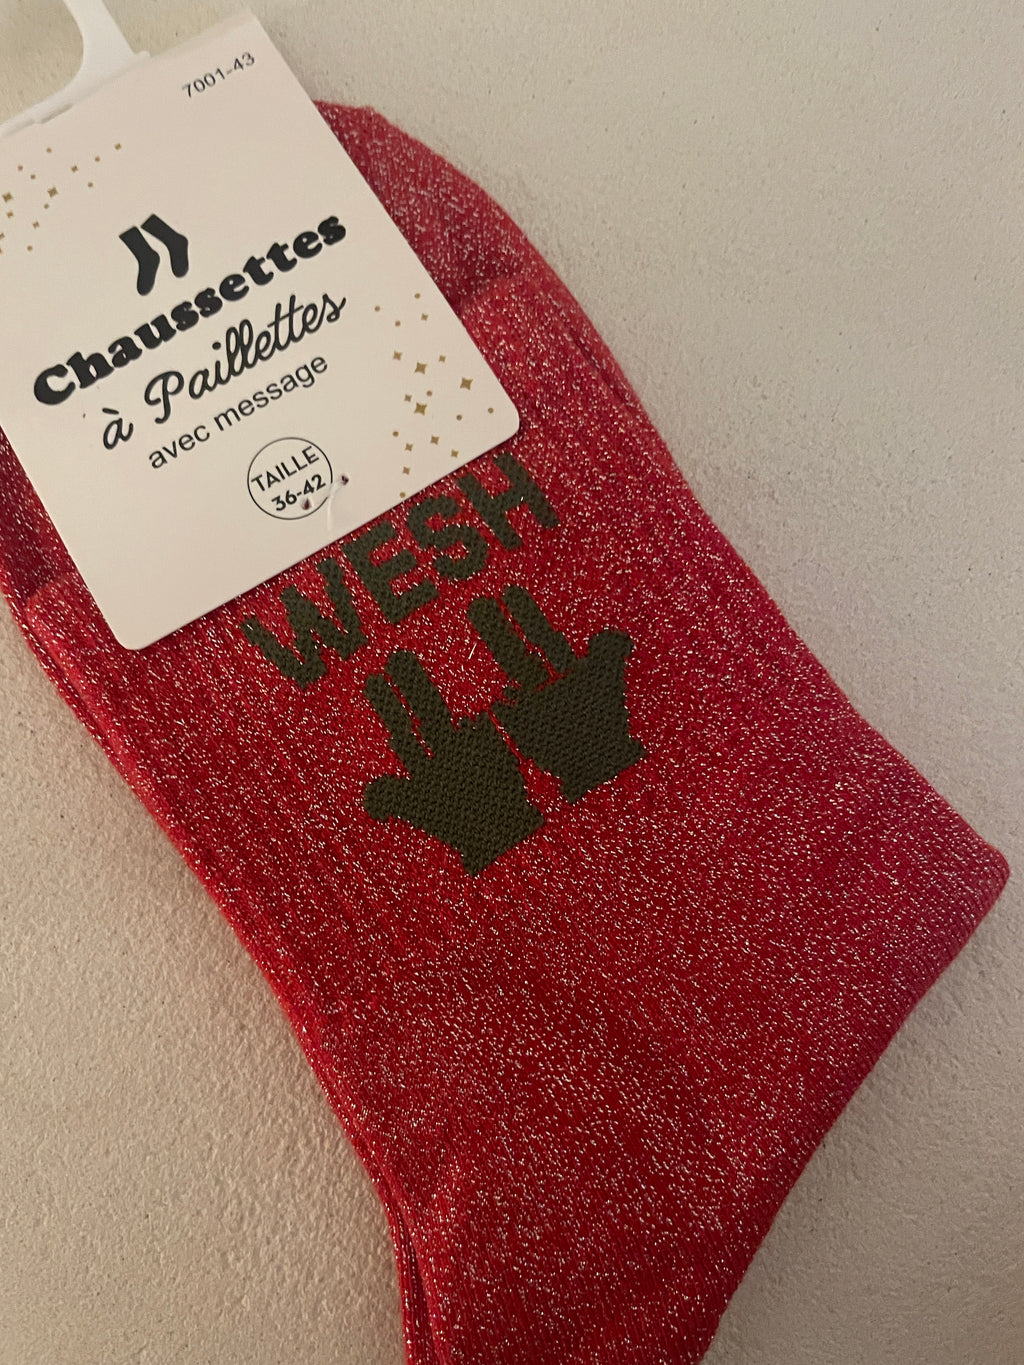 7001-43
Chaussettes
à Paillettes
avec message
TAILLE
36-42
WESH